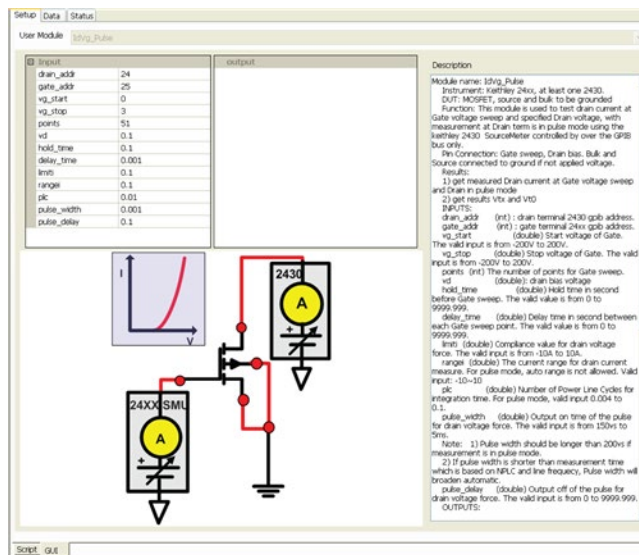 Setup Data Status
User Module IdVg_Pulse
Input
drain_addr 24
gate_addr 25
vg_start 0
vg_stop 3
points 51
vd 0.1
hold_time 0.1
delay_time 0.001
limiti 0.1
rangei 0.1
plc 0.01
pulse_width 0.001
pulse_delay 0.1
output
I
V
2430
A
24XX SMU
A
Description
Module name: IdVg_Pulse
Instrument: Keithley 24xx, at least one 2430.
DUT: MOSFET, source and bulk to be grounded
Function: This module is used to test drain current at
Gate voltage sweep and specified Drain voltage, with
measurement at Drain term is in pulse mode using the
keithley 2430 SourceMeter controlled by over the GPIB
bus only.
Pin Connection: Gate sweep, Drain bias. Bulk and
Source connected to ground if not applied voltage.
Results:
1) get measured Drain current at Gate voltage sweep
and Drain in pulse mode
2) get results Vtx and Vt0
INPUTS:
drain_addr (int) : drain terminal 2430 gpib address.
gate_addr (int) : gate terminal 24xx address.
vg_start (double) Start voltage of Gate.
The valid input is from -200V to 200V.
vg_stop (double) Stop voltage of Gate. The valid
input is from -200V to 200V.
points (int) The number of points for Gate sweep.
vd (double): drain bias voltage
hold_time (double) Hold time in second
before Gate sweep. The valid value is from 0 to
9999.999.
delay_time (double) Delay time in second between
each Gate sweep point. The valid value is from 0 to
9999.999.
limiti (double) Compliance value for drain voltage
force. The valid input is from -10A to 10A.
rangei (double) The current range for drain current
measure. For pulse mode, auto range is not allowed. Valid
input: -10~10
plc (double) Number of Power Line Cycles for
integration time. For pulse mode, valid input 0.004 to
0.1.
pulse_width (double) Output on time of the pulse
for drain voltage force. The valid input is from 150vs to
5ms.
Note: 1) Pulse width should be longer than 200vs if
measurement is in pulse mode.
2) If pulse width is shorter than measurement time
which is based on NPLC and line frequecy, Pulse width will
broaden automatic.
pulse_delay (double) Output off of the pulse for
drain voltage force. The valid input is from 0 to 9999.999.
OUTPUTS:
Script GUI